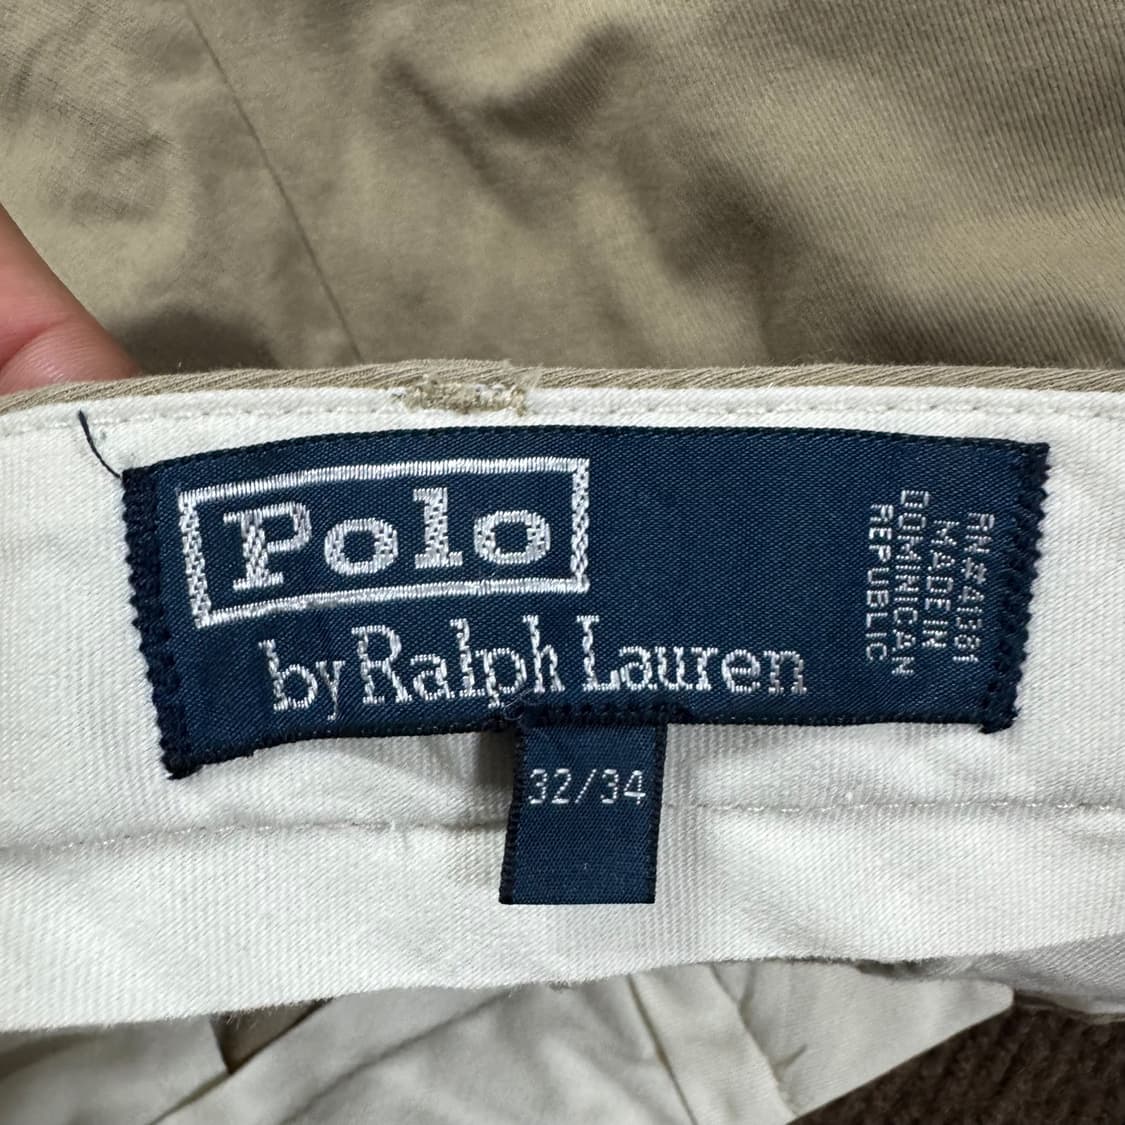 Polo
by Ralph Lauren
RN#41381
MADE IN
DOMINICAN
REPUBLIC
32/34